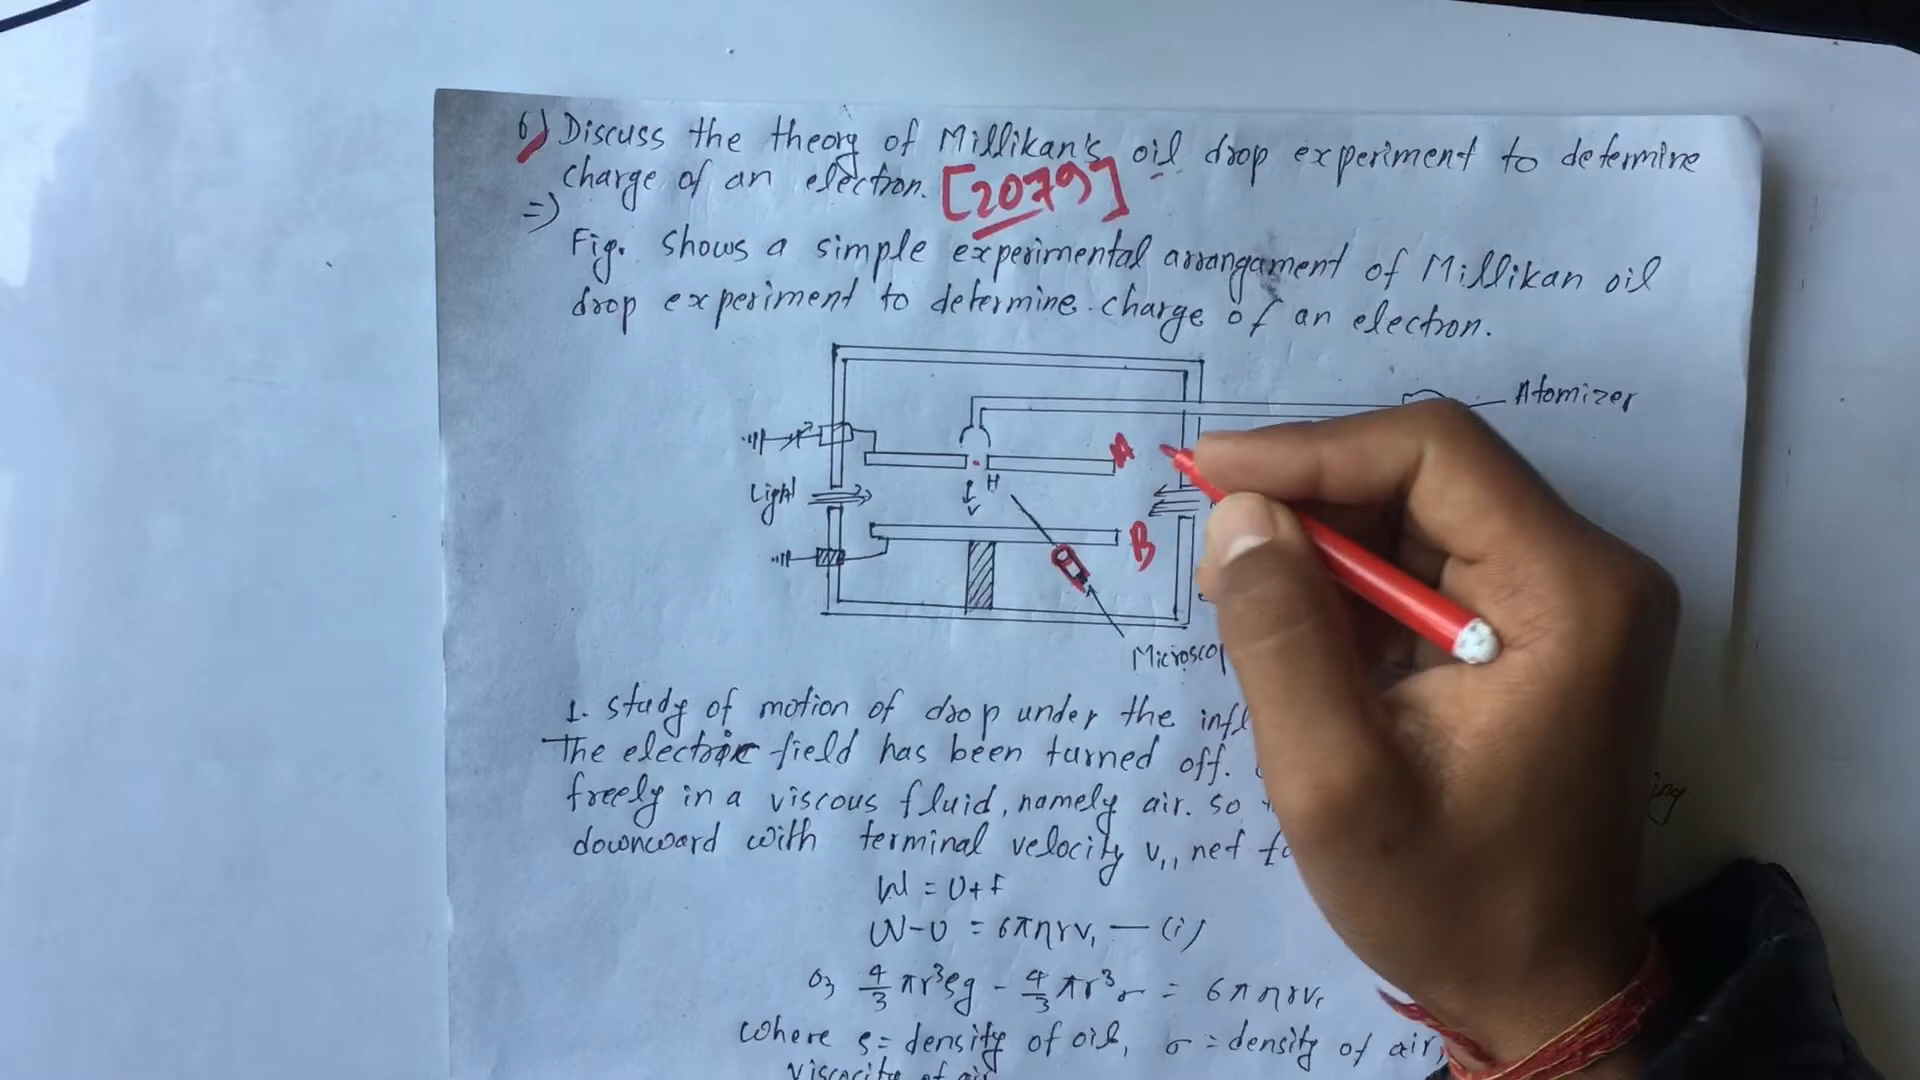 6) Discuss the theory of Millikan's oil drop experiment to determine
charge of an electron. [2079]
=)
Fig. shows a simple experimental arrangament of Millikan oil
drop experiment to determine charge of an electron.
Atomizer
A
H
Light
v
B
Microscop
1. study of motion of drop under the infl
The electric field has been turned off.
freely in a viscous fluid, namely air. so
downward with terminal velocity v₁, net
W = U+F
W-U = 6πηrv₁ — (i)
or 4/3 πr³ρg - 4/3 πr³σ = 6πηrv₁
where ρ = density of oil, σ = density of air,
viscocity of air